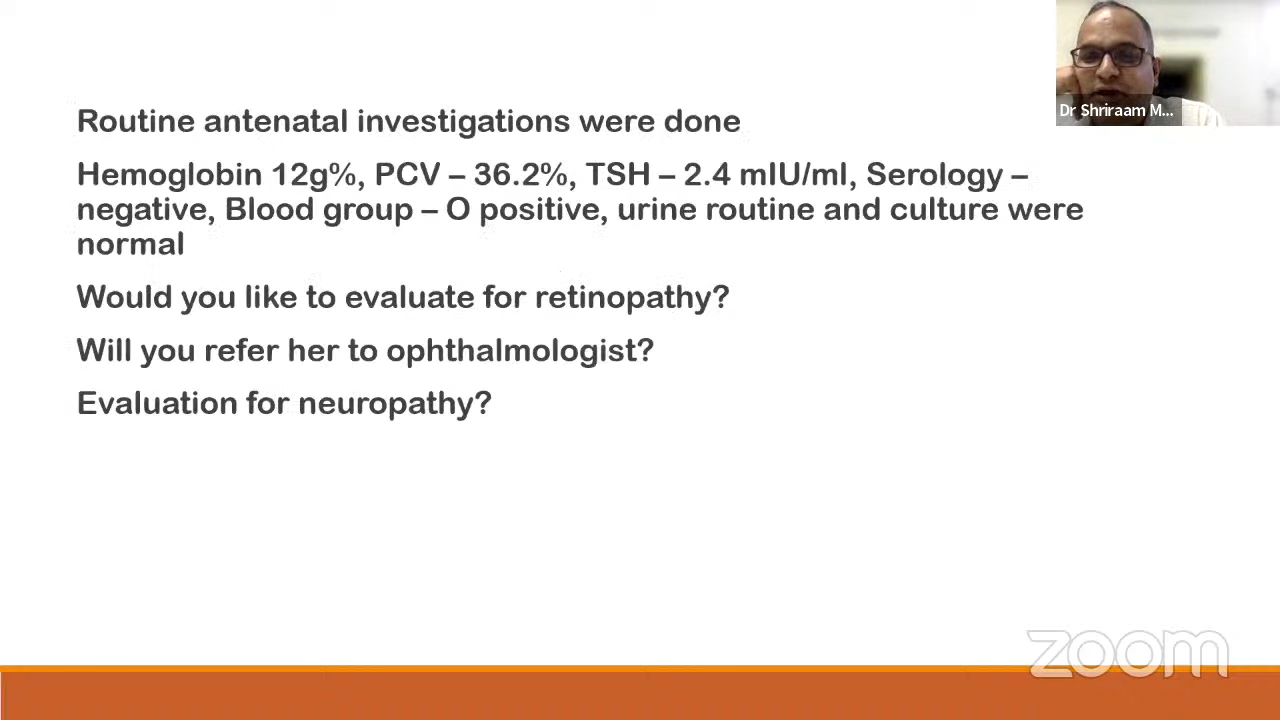 Dr Shriraam M...
Routine antenatal investigations were done
Hemoglobin 12g%, PCV – 36.2%, TSH – 2.4 mIU/ml, Serology –
negative, Blood group – O positive, urine routine and culture were
normal
Would you like to evaluate for retinopathy?
Will you refer her to ophthalmologist?
Evaluation for neuropathy?
zoom